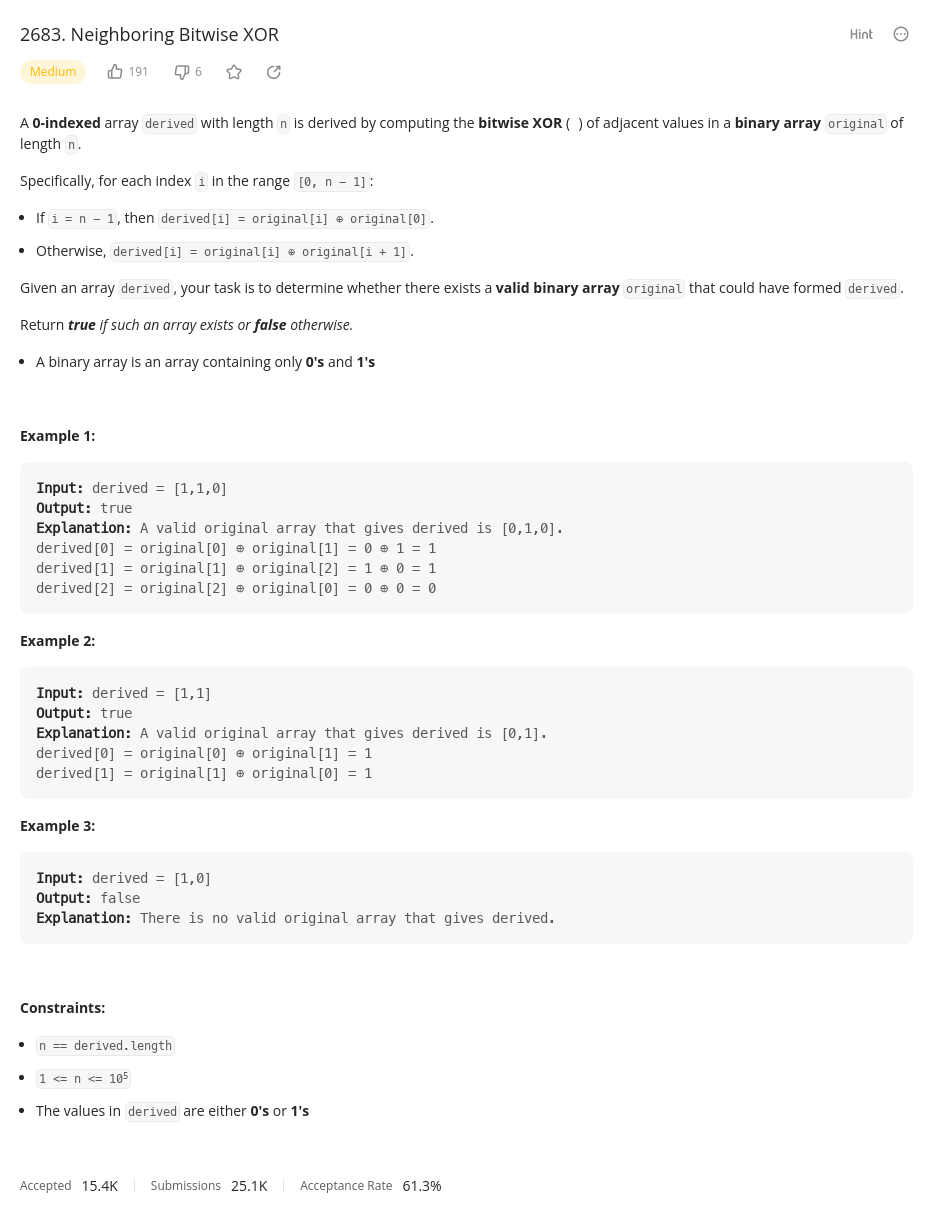 2683. Neighboring Bitwise XOR
Hint
Medium 191 6
A 0-indexed array derived with length n is derived by computing the bitwise XOR ( ) of adjacent values in a binary array original of
length n.
Specifically, for each index i in the range [0, n - 1]:
• If i = n - 1, then derived[i] = original[i] ⊕ original[0].
• Otherwise, derived[i] = original[i] ⊕ original[i + 1].
Given an array derived, your task is to determine whether there exists a valid binary array original that could have formed derived.
Return true if such an array exists or false otherwise.
• A binary array is an array containing only 0's and 1's
Example 1:
Input: derived = [1,1,0]
Output: true
Explanation: A valid original array that gives derived is [0,1,0].
derived[0] = original[0] ⊕ original[1] = 0 ⊕ 1 = 1
derived[1] = original[1] ⊕ original[2] = 1 ⊕ 0 = 1
derived[2] = original[2] ⊕ original[0] = 0 ⊕ 0 = 0
Example 2:
Input: derived = [1,1]
Output: true
Explanation: A valid original array that gives derived is [0,1].
derived[0] = original[0] ⊕ original[1] = 1
derived[1] = original[1] ⊕ original[0] = 1
Example 3:
Input: derived = [1,0]
Output: false
Explanation: There is no valid original array that gives derived.
Constraints:
• n == derived.length
• 1 <= n <= 10⁵
• The values in derived are either 0's or 1's
Accepted 15.4K Submissions 25.1K Acceptance Rate 61.3%